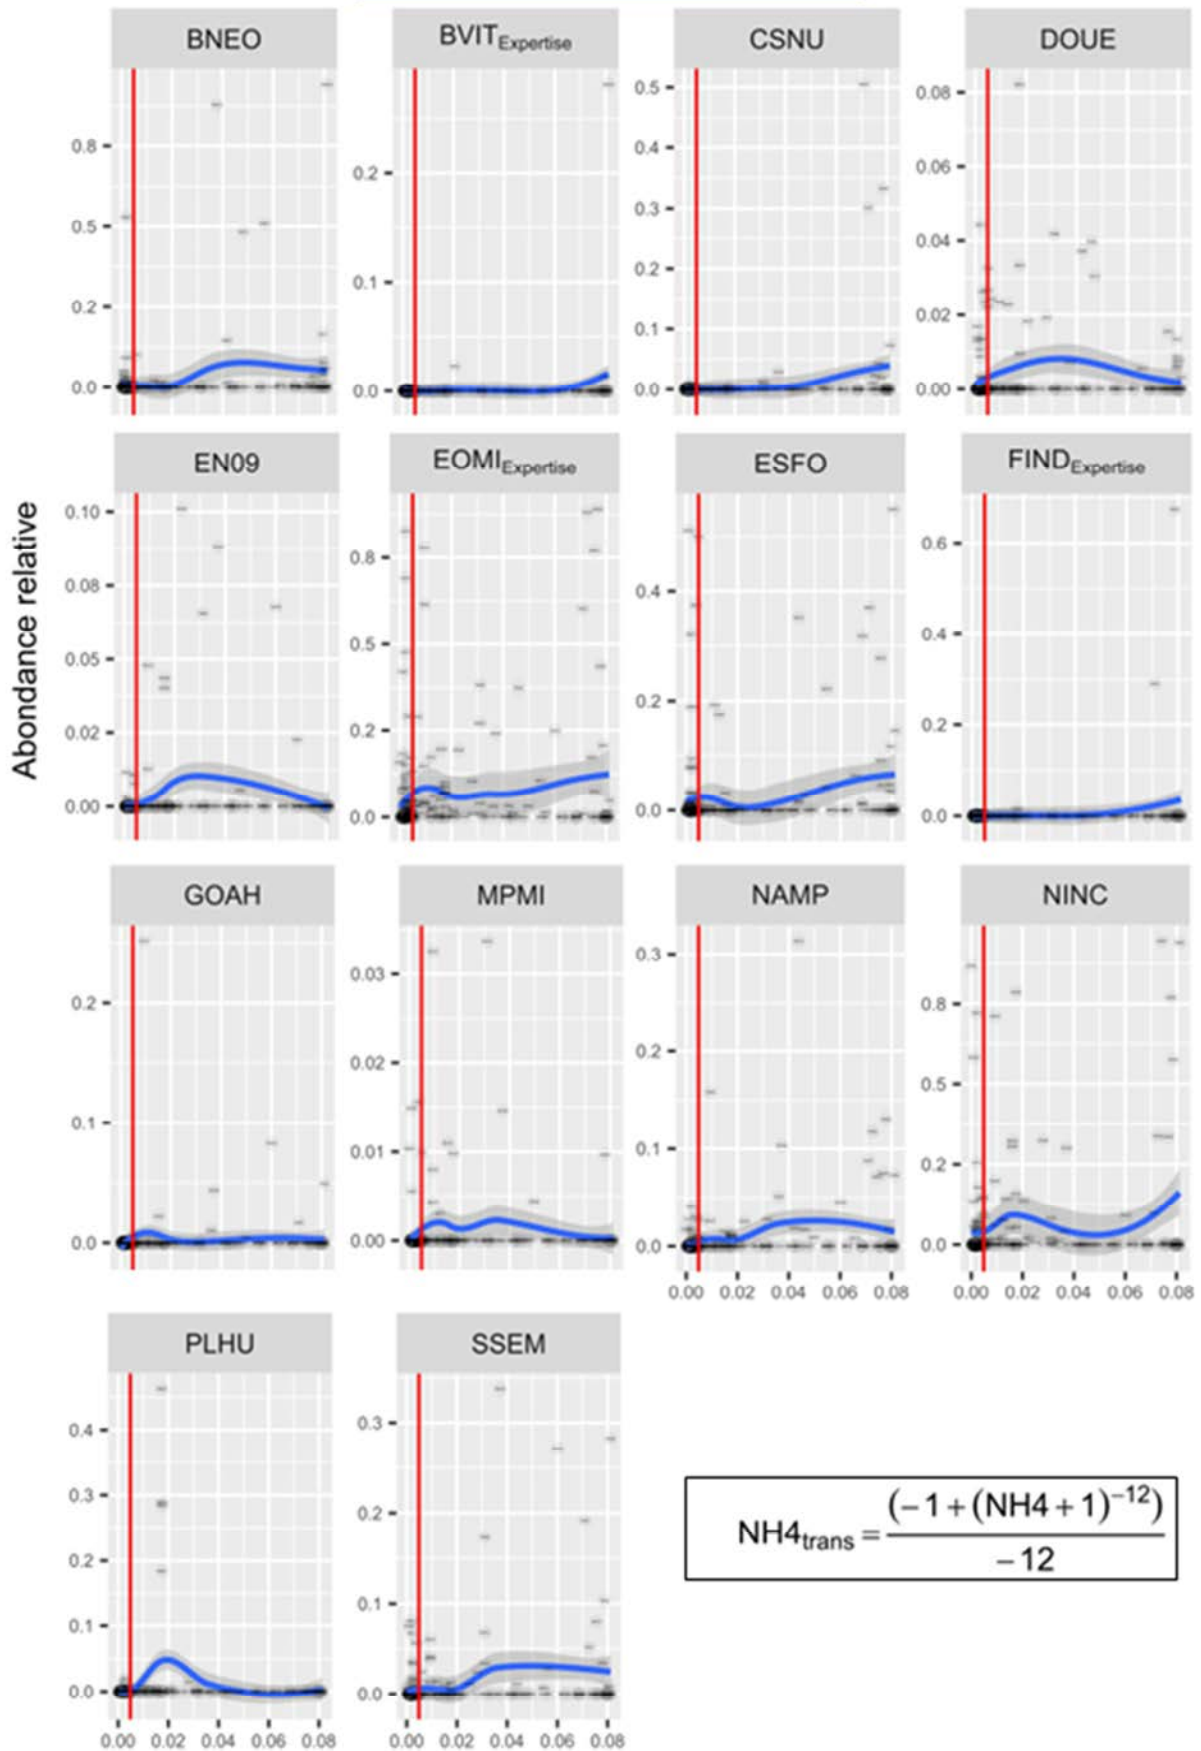 BNEO
BVIT Expertise
CSNU
DOUE
0.8
0.5
0.2
0.0
0.2
0.1
0.0
0.5
0.4
0.3
0.2
0.1
0.0
0.08
0.06
0.04
0.02
0.00
Abondance relative
EN09
EOMI Expertise
ESFO
FIND Expertise
0.10
0.08
0.05
0.02
0.00
0.8
0.5
0.2
0.0
0.4
0.2
0.0
0.6
0.4
0.2
0.0
GOAH
MPMI
NAMP
NINC
0.2
0.1
0.0
0.03
0.02
0.01
0.00
0.3
0.2
0.1
0.0
0.8
0.5
0.2
0.0
0.00 0.02 0.04 0.06 0.08
0.00 0.02 0.04 0.06 0.08
PLHU
SSEM
0.4
0.3
0.2
0.1
0.0
0.3
0.2
0.1
0.0
0.00 0.02 0.04 0.06 0.08
0.00 0.02 0.04 0.06 0.08
NH4trans = (−1 + (NH4 + 1)^−12) / −12